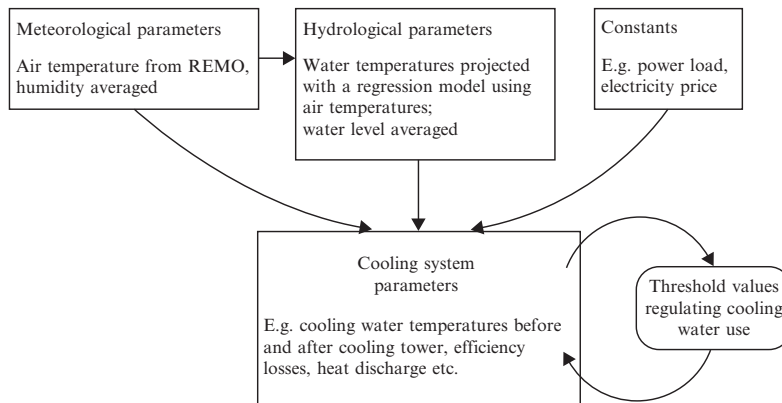 Meteorological parameters
Air temperature from REMO,
humidity averaged
Hydrological parameters
Water temperatures projected
with a regression model using
air temperatures;
water level averaged
Constants
E.g. power load,
electricity price
Cooling system
parameters
E.g. cooling water temperatures before
and after cooling tower, efficiency
losses, heat discharge etc.
Threshold values
regulating cooling
water use